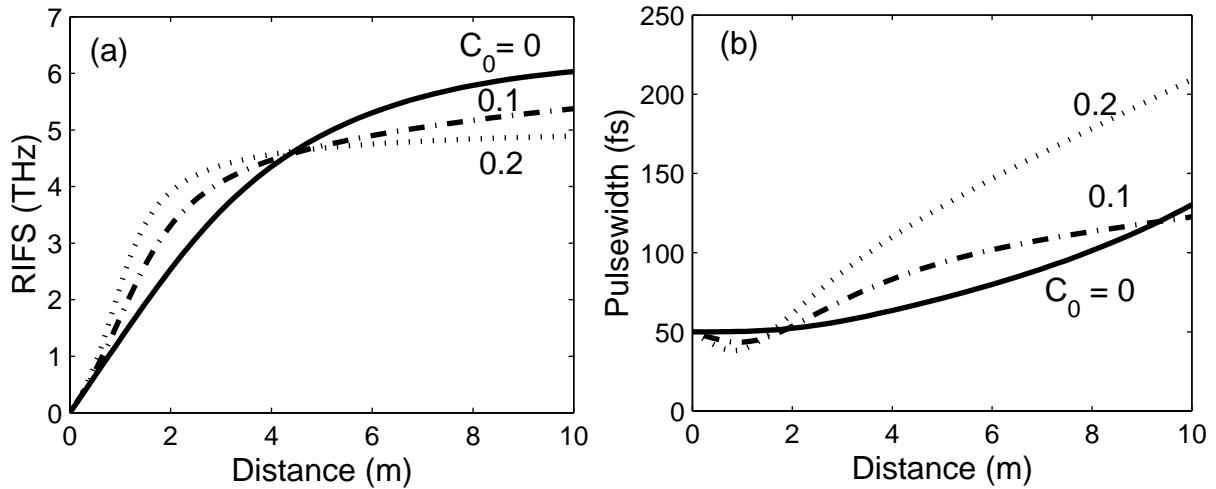 (a)
C0 = 0
0.1
0.2
RIFS (THz)
7
6
5
4
3
2
1
0
0 2 4 6 8 10
Distance (m)
(b)
0.2
0.1
C0 = 0
Pulsewidth (fs)
250
200
150
100
50
0
0 2 4 6 8 10
Distance (m)